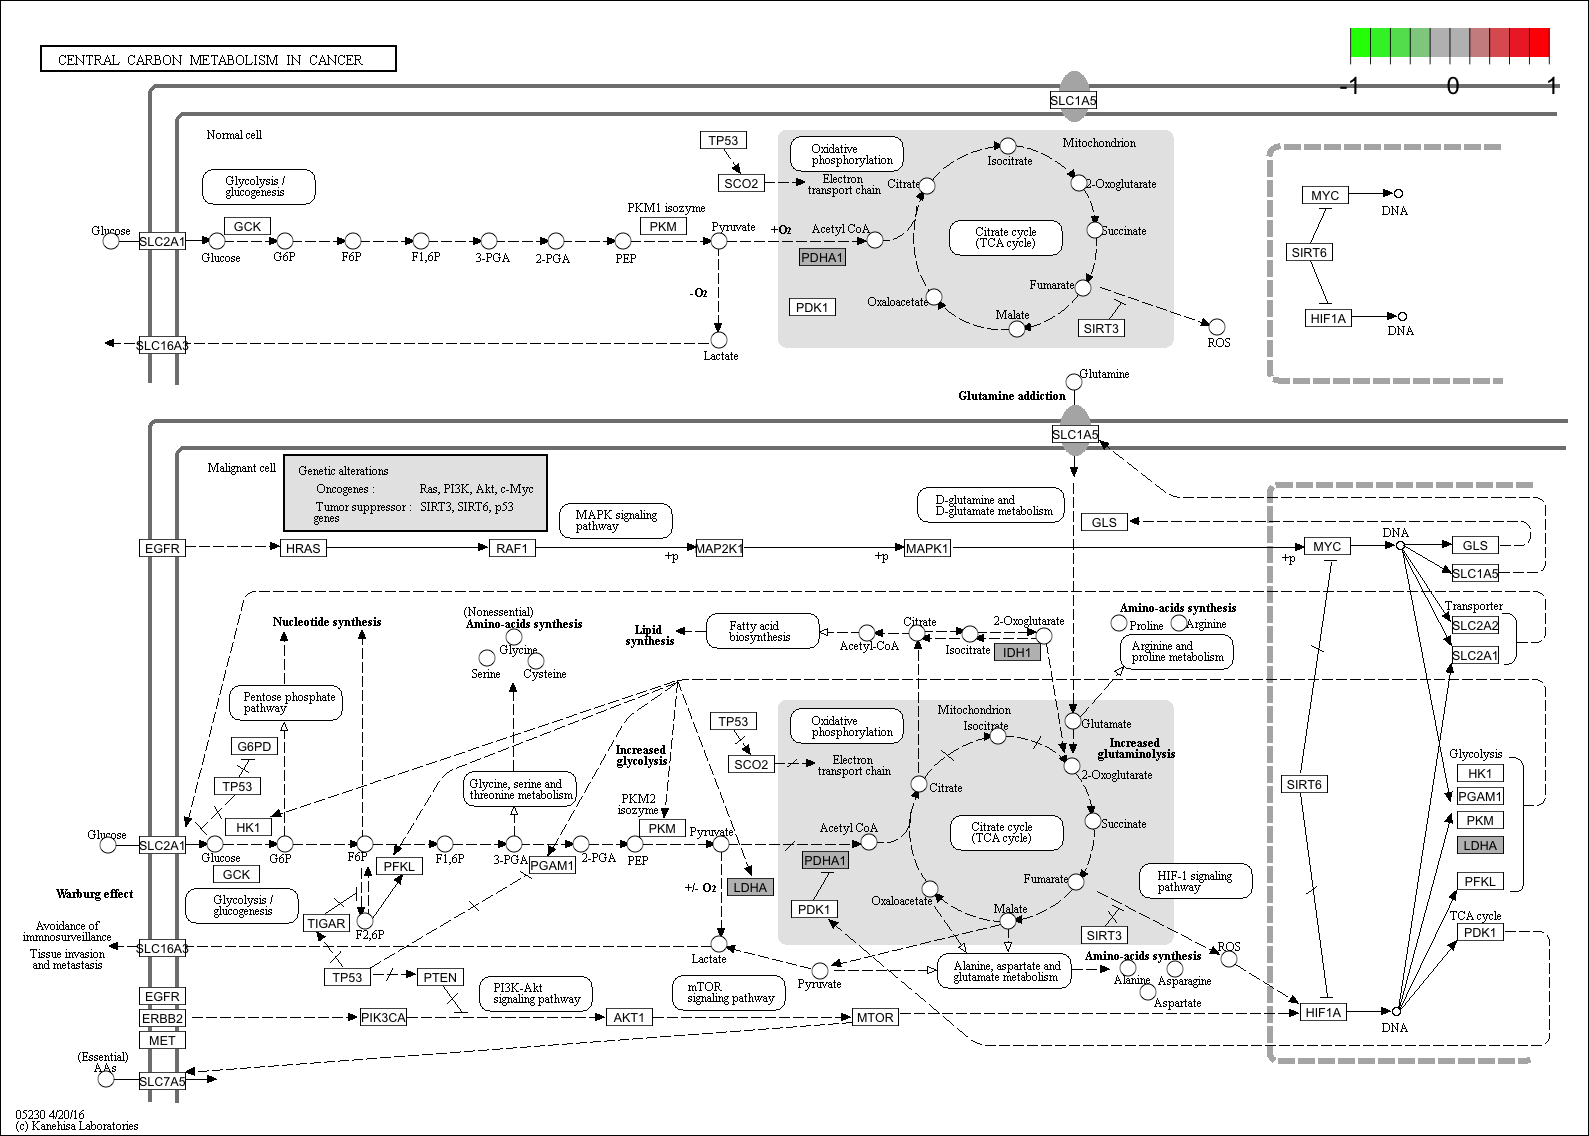 CENTRAL CARBON METABOLISM IN CANCER
-1 0 1
SLC1A5
Normal cell
TP53
Oxidative
phosphorylation
Isocitrate
Mitochondrion
Glycolysis /
glucogenesis
SCO2
Electron
transport chain
Citrate
2-Oxoglutarate
MYC
DNA
PKM1 isozyme
GCK
PKM
Pyruvate
+O2
Acetyl CoA
Citrate cycle
(TCA cycle)
Succinate
Glucose
SLC2A1
Glucose
G6P
F6P
F1,6P
3-PGA
2-PGA
PEP
PDHA1
SIRT6
-O2
Oxaloacetate
Fumarate
PDK1
Malate
SIRT3
HIF1A
DNA
SLC16A3
Lactate
ROS
Glutamine
Glutamine addiction
SLC1A5
Malignant cell
Genetic alterations
Oncogenes : Ras, PI3K, Akt, c-Myc
Tumor suppressor : SIRT3, SIRT6, p53
genes
MAPK signaling
pathway
D-glutamine and
D-glutamate metabolism
GLS
EGFR
HRAS
RAF1
+p
MAP2K1
+p
MAPK1
+p
MYC
DNA
GLS
SLC1A5
Nucleotide synthesis
(Nonessential)
Amino-acids synthesis
Glycine
Serine
Cysteine
Lipid
synthesis
Fatty acid
biosynthesis
Acetyl-CoA
Citrate
Isocitrate
2-Oxoglutarate
IDH1
Amino-acids synthesis
Proline
Arginine
Arginine and
proline metabolism
Transporter
SLC2A2
SLC2A1
Pentose phosphate
pathway
G6PD
TP53
HK1
Increased
glycolysis
TP53
SCO2
Oxidative
phosphorylation
Electron
transport chain
Mitochondrion
Isocitrate
Glutamate
Increased
glutaminolysis
2-Oxoglutarate
Glycine, serine and
threonine metabolism
PKM2
isozyme
PKM
Citrate
Citrate cycle
(TCA cycle)
Succinate
SIRT6
Glycolysis
HK1
PGAM1
PKM
LDHA
PFKL
Glucose
SLC2A1
Glucose
GCK
G6P
F6P
PFKL
F1,6P
3-PGA
PGAM1
2-PGA
PEP
Pyruvate
Acetyl CoA
PDHA1
Warburg effect
Glycolysis /
glucogenesis
+/- O2
LDHA
PDK1
Oxaloacetate
Fumarate
Malate
SIRT3
HIF-1 signaling
pathway
TCA cycle
PDK1
Avoidance of
immnosurveillance
Tissue invasion
and metastasis
SLC16A3
TIGAR
F2,6P
TP53
PTEN
Lactate
Pyruvate
Alanine, aspartate and
glutamate metabolism
Amino-acids synthesis
Alanine
Asparagine
Aspartate
ROS
EGFR
ERBB2
MET
PIK3CA
PI3K-Akt
signaling pathway
AKT1
mTOR
signaling pathway
MTOR
HIF1A
DNA
(Essential)
AAs
SLC7A5
05230 4/20/16
(c) Kanehisa Laboratories